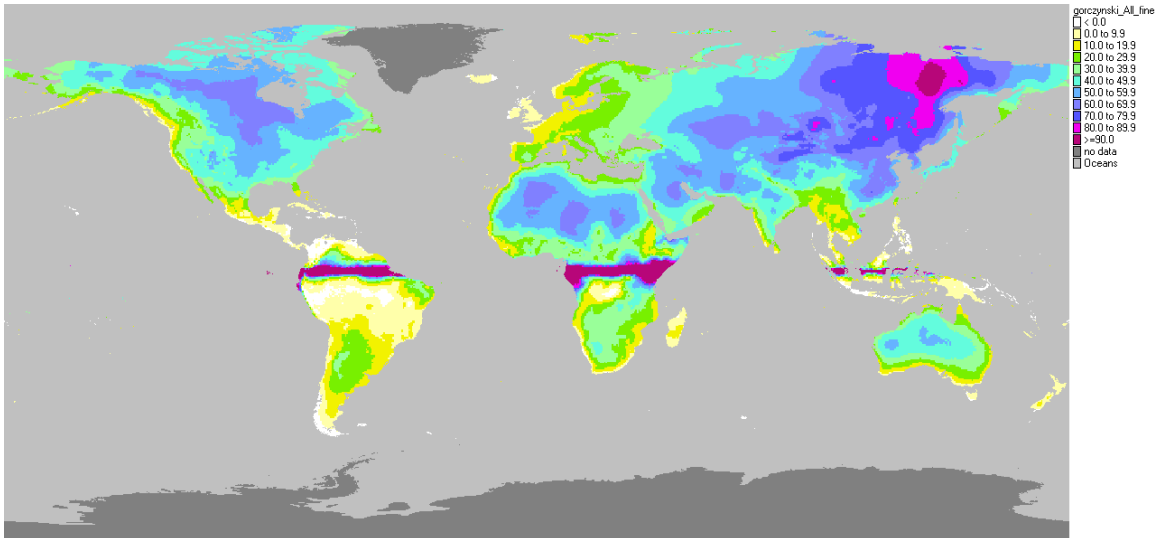 gorczynski_All_fine
< 0.0
0.0 to 9.9
10.0 to 19.9
20.0 to 29.9
30.0 to 39.9
40.0 to 49.9
50.0 to 59.9
60.0 to 69.9
70.0 to 79.9
80.0 to 89.9
>=90.0
no data
Oceans